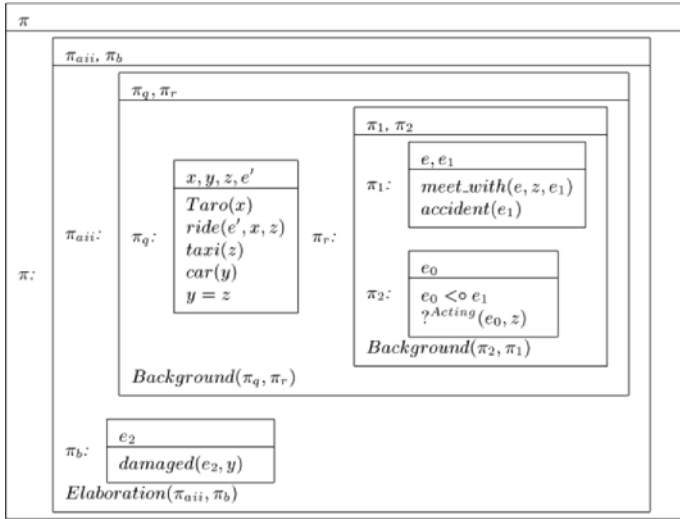 π
π_aii, π_b
π_q, π_r
π_1, π_2
e, e_1
π_1:
meet_with(e, z, e_1)
accident(e_1)
x, y, z, e′
Taro(x)
ride(e′, x, z)
taxi(z)
car(y)
y = z
π_aii:
π_q:
π_r:
π:
e_0
π_2:
e_0 <∘ e_1
?^Acting(e_0, z)
Background(π_2, π_1)
Background(π_q, π_r)
e_2
π_b:
damaged(e_2, y)
Elaboration(π_aii, π_b)